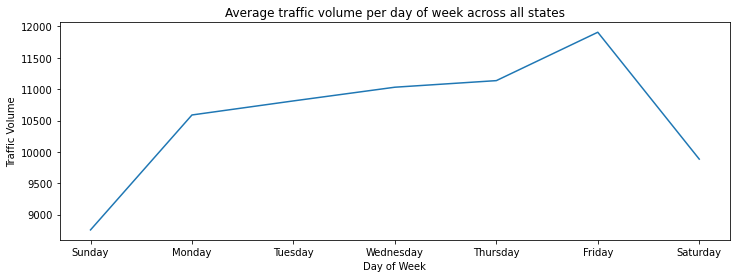 Average traffic volume per day of week across all states
Traffic Volume
12000
11500
11000
10500
10000
9500
9000
Sunday Monday Tuesday Wednesday Thursday Friday Saturday
Day of Week